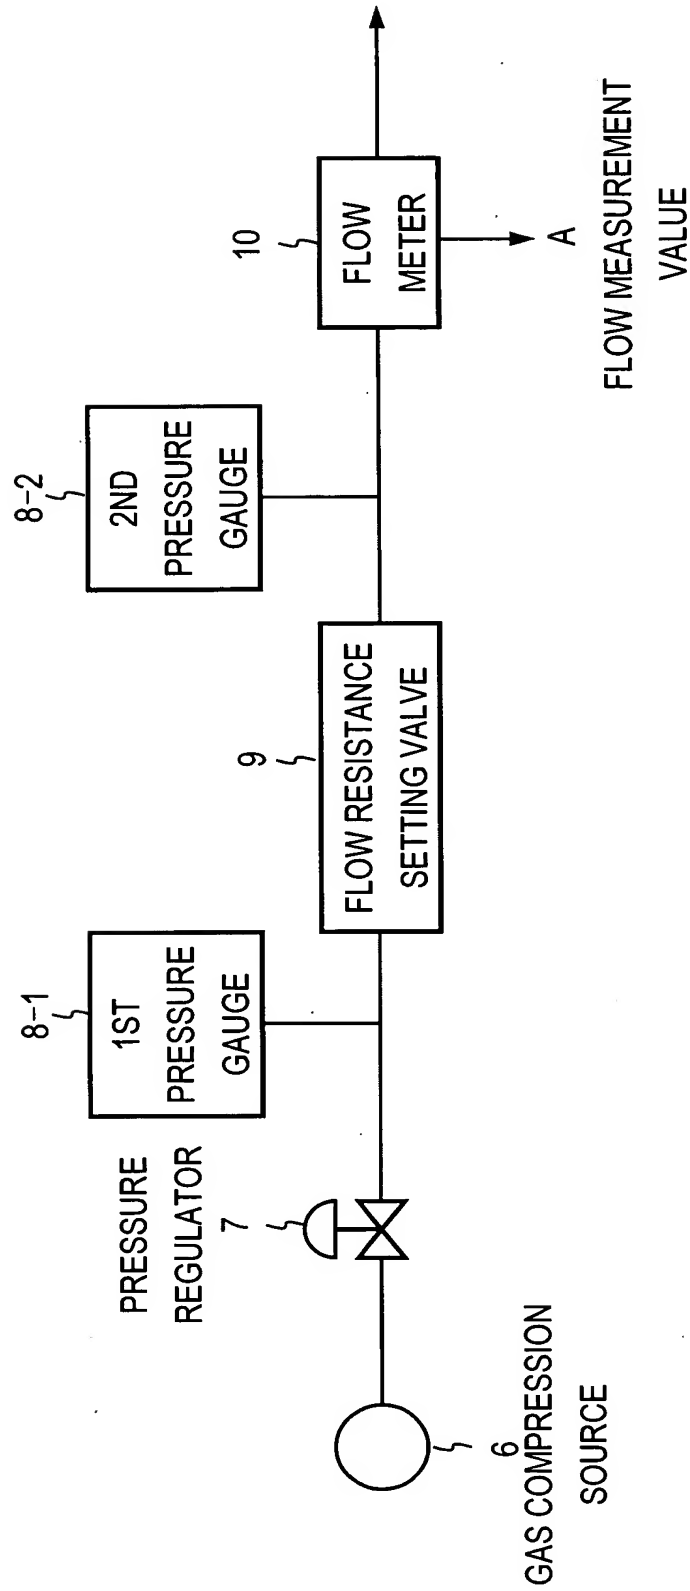 GAS COMPRESSION
SOURCE
6
PRESSURE
REGULATOR
7
8-1
1ST
PRESSURE
GAUGE
9
FLOW RESISTANCE
SETTING VALVE
8-2
2ND
PRESSURE
GAUGE
10
FLOW
METER
A
FLOW MEASUREMENT
VALUE